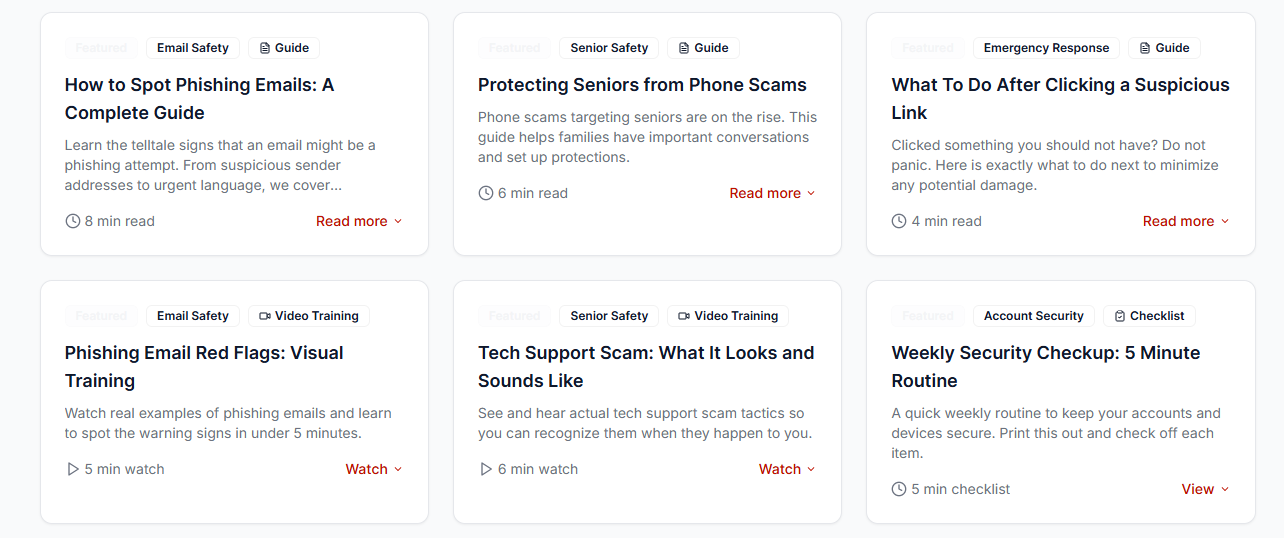 Featured Email Safety Guide
How to Spot Phishing Emails: A
Complete Guide
Learn the telltale signs that an email might be a
phishing attempt. From suspicious sender
addresses to urgent language, we cover...
8 min read Read more
Featured Senior Safety Guide
Protecting Seniors from Phone Scams
Phone scams targeting seniors are on the rise. This
guide helps families have important conversations
and set up protections.
6 min read Read more
Featured Emergency Response Guide
What To Do After Clicking a Suspicious
Link
Clicked something you should not have? Do not
panic. Here is exactly what to do next to minimize
any potential damage.
4 min read Read more
Featured Email Safety Video Training
Phishing Email Red Flags: Visual
Training
Watch real examples of phishing emails and learn
to spot the warning signs in under 5 minutes.
5 min watch Watch
Featured Senior Safety Video Training
Tech Support Scam: What It Looks and
Sounds Like
See and hear actual tech support scam tactics so
you can recognize them when they happen to you.
6 min watch Watch
Featured Account Security Checklist
Weekly Security Checkup: 5 Minute
Routine
A quick weekly routine to keep your accounts and
devices secure. Print this out and check off each
item.
5 min checklist View